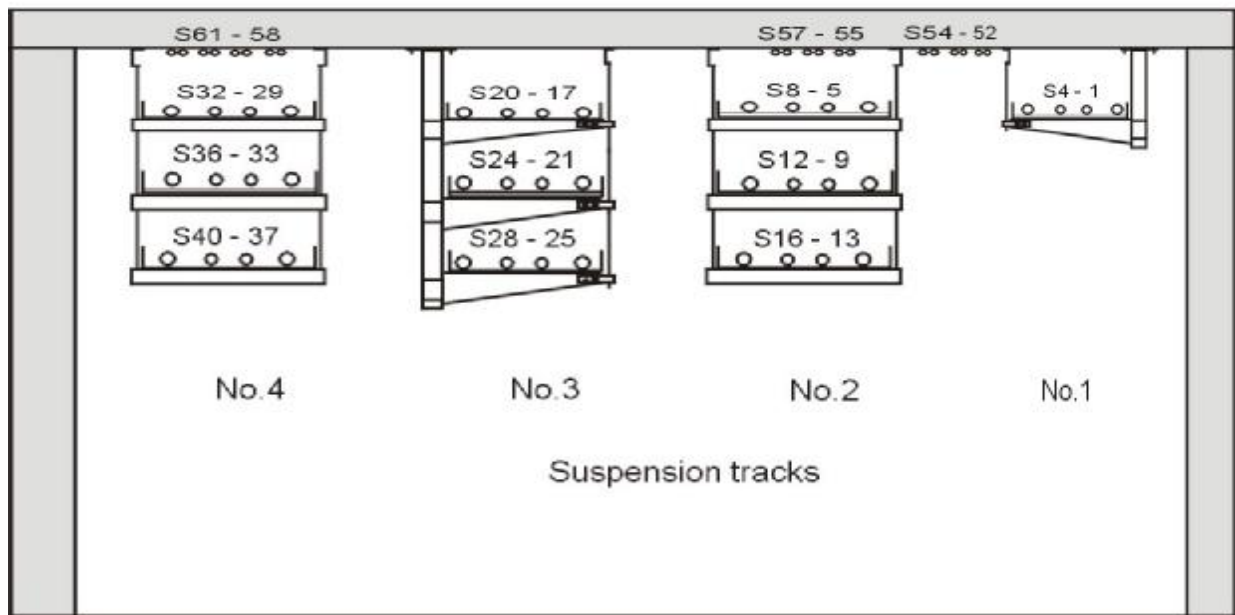 S61 - 58
S57 - 55
S54 - 52
S32 - 29
S20 - 17
S8 - 5
S4 - 1
S36 - 33
S24 - 21
S12 - 9
S40 - 37
S28 - 25
S16 - 13
No.4
No.3
No.2
No.1
Suspension tracks